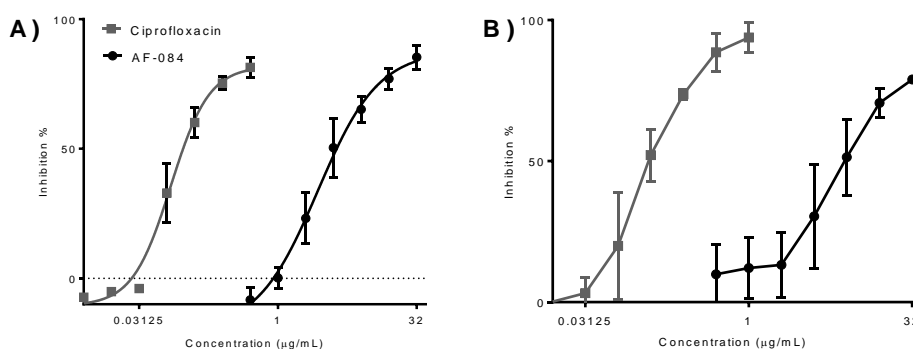 A)
100
50
0
Inhibition %
Ciprofloxacin
AF-084
0.03125
1
32
Concentration (μg/mL)
B)
100
50
0
Inhibition %
0.03125
1
32
Concentration (μg/mL)